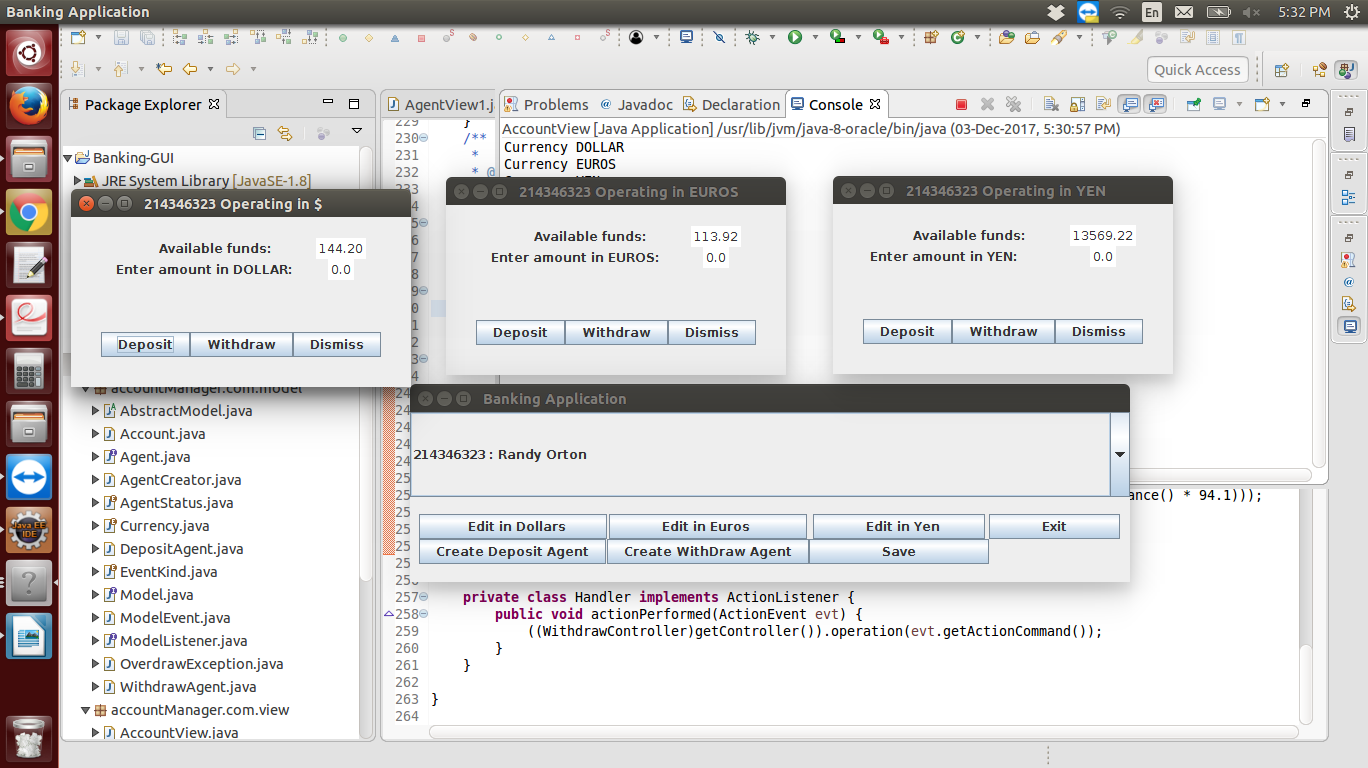 Banking Application
En
5:32 PM
Quick Access
Package Explorer
Banking-GUI
JRE System Library [JavaSE-1.8]
AgentView1.j
Problems
@ Javadoc
Declaration
Console
AccountView [Java Application] /usr/lib/jvm/java-8-oracle/bin/java (03-Dec-2017, 5:30:57 PM)
Currency DOLLAR
Currency EUROS
229 }
230 /**
231 *
232 * @
214346323 Operating in $
Available funds: 144.20
Enter amount in DOLLAR: 0.0
Deposit Withdraw Dismiss
214346323 Operating in EUROS
Available funds: 113.92
Enter amount in EUROS: 0.0
Deposit Withdraw Dismiss
214346323 Operating in YEN
Available funds: 13569.22
Enter amount in YEN: 0.0
Deposit Withdraw Dismiss
accountManager.com.model
AbstractModel.java
Account.java
Agent.java
AgentCreator.java
AgentStatus.java
Currency.java
DepositAgent.java
EventKind.java
Model.java
ModelEvent.java
ModelListener.java
OverdrawException.java
WithdrawAgent.java
accountManager.com.view
AccountView.java
Banking Application
214346323 : Randy Orton
Edit in Dollars Edit in Euros Edit in Yen Exit
Create Deposit Agent Create WithDraw Agent Save
ance() * 94.1)));
257 private class Handler implements ActionListener {
258 public void actionPerformed(ActionEvent evt) {
259 ((WithdrawController)getController()).operation(evt.getActionCommand());
260 }
261 }
262
263 }
264
Java EE
IDE